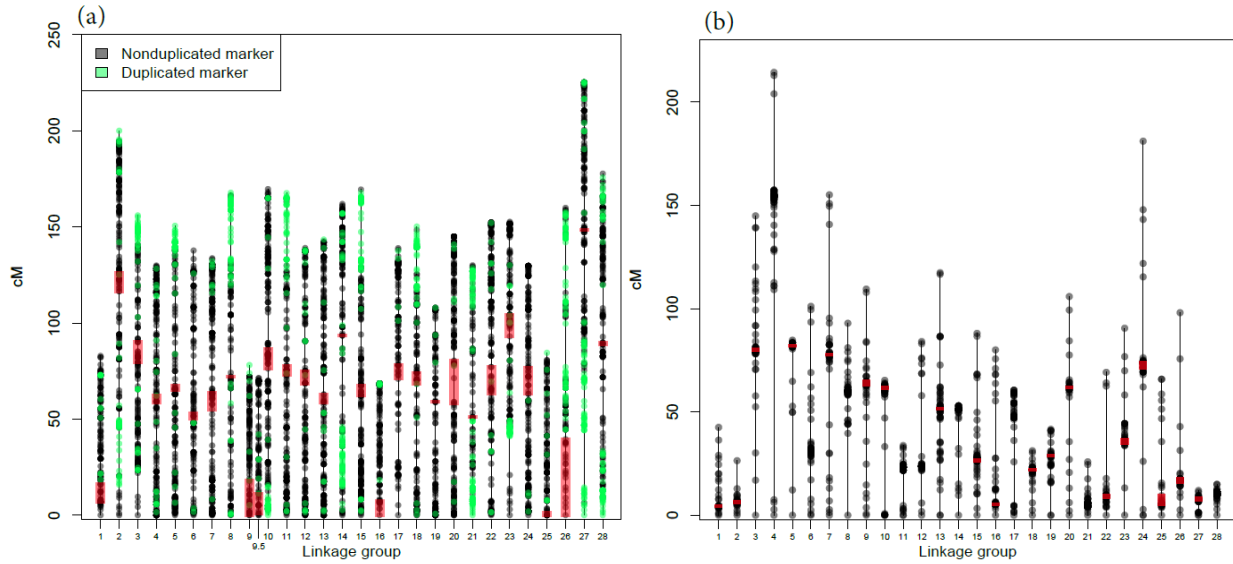 (a)
250
200
150
100
50
0
cM
Nonduplicated marker
Duplicated marker
1 2 3 4 5 6 7 8 9 10 11 12 13 14 15 16 17 18 19 20 21 22 23 24 25 26 27 28
9.5
Linkage group
(b)
200
150
100
50
0
cM
1 2 3 4 5 6 7 8 9 10 11 12 13 14 15 16 17 18 19 20 21 22 23 24 25 26 27 28
Linkage group